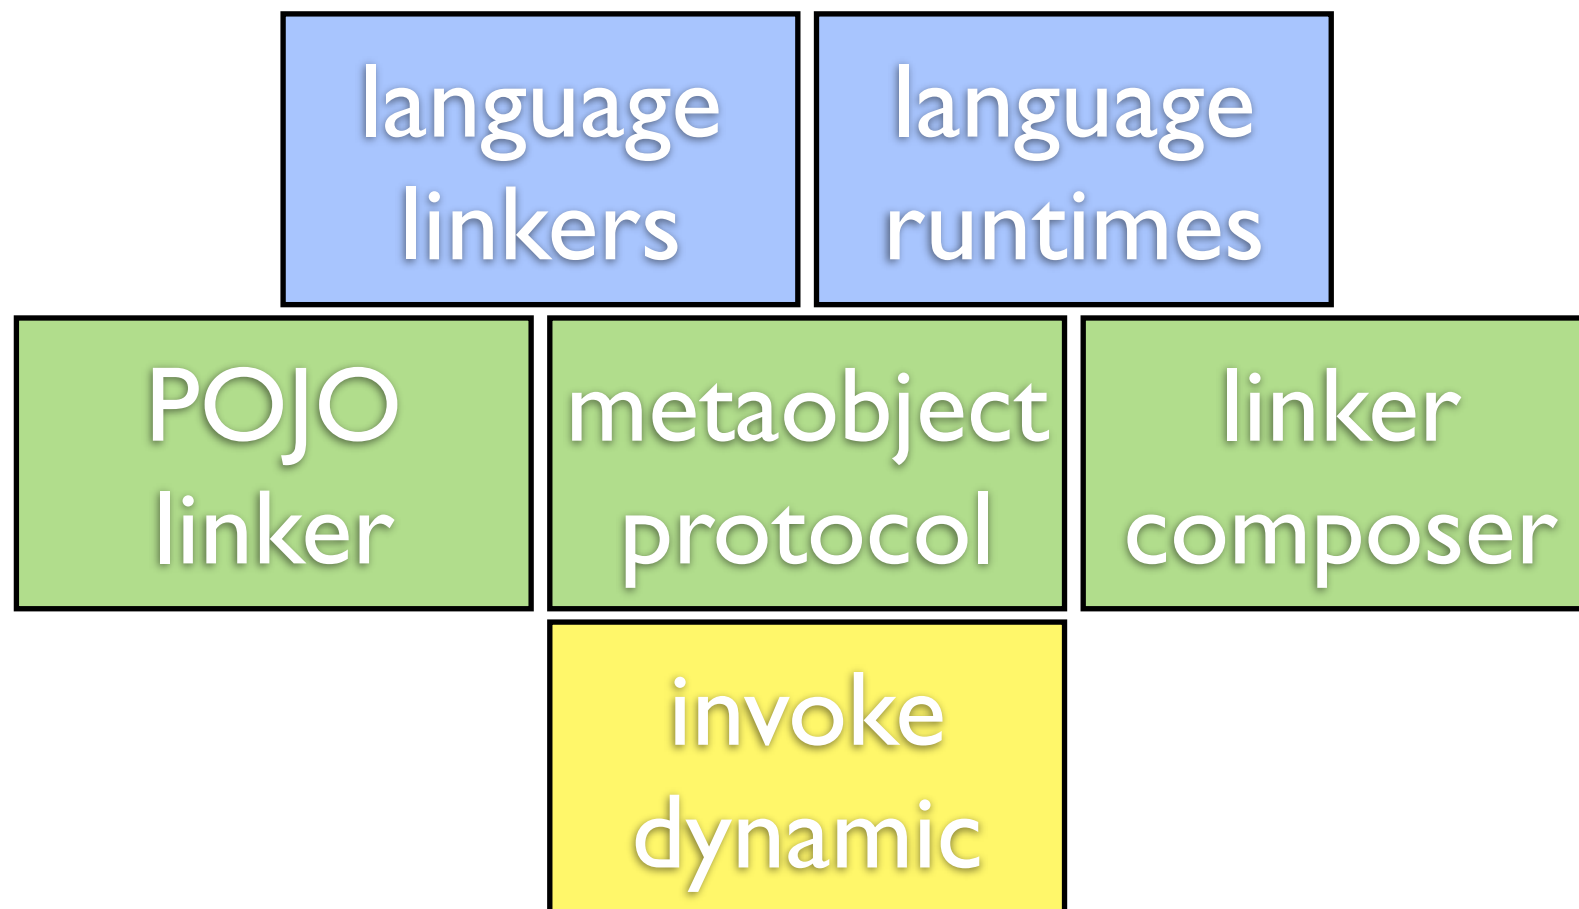 language
linkers
language
runtimes
POJO
linker
metaobject
protocol
linker
composer
invoke
dynamic